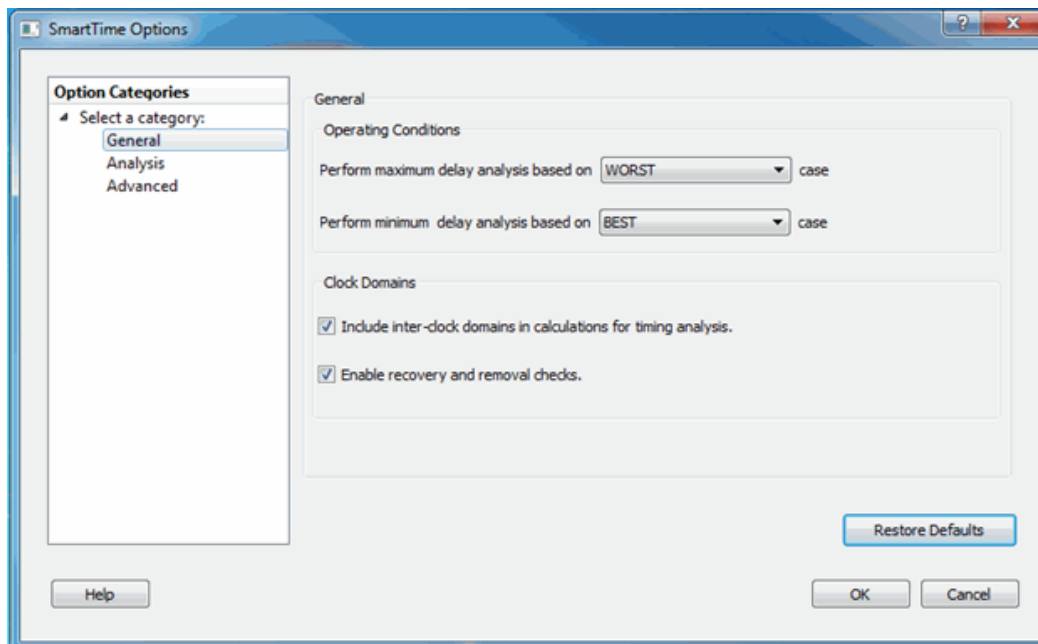 SmartTime Options
Option Categories
Select a category:
General
Analysis
Advanced
General
Operating Conditions
Perform maximum delay analysis based on WORST case
Perform minimum delay analysis based on BEST case
Clock Domains
Include inter-clock domains in calculations for timing analysis.
Enable recovery and removal checks.
Restore Defaults
Help OK Cancel